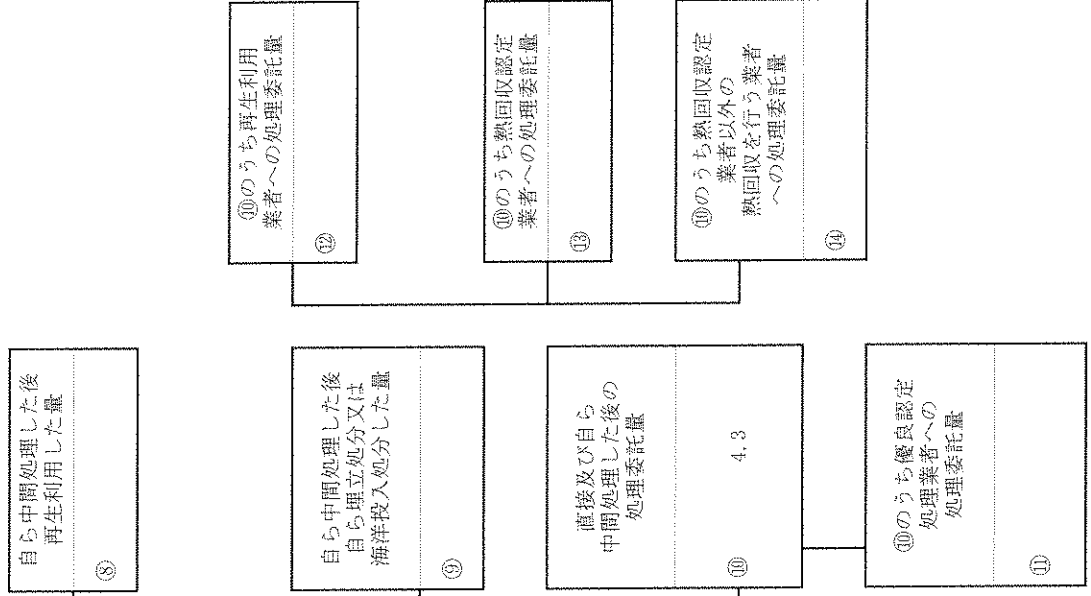 自ら中間処理した後
再生利用した量
⑧
自ら中間処理した後
自ら埋立処分又は
海洋投入処分した量
⑨
直接及び自ら
中間処理した後の
処理委託量
⑩
4.3
⑩のうち優良認定
処理業者への
処理委託量
⑪
⑩のうち再生利用
業者への処理委託量
⑫
⑩のうち熱回収認定
業者への処理委託量
⑬
⑩のうち熱回収認定
業者以外の
熱回収を行う業者
への処理委託量
⑭